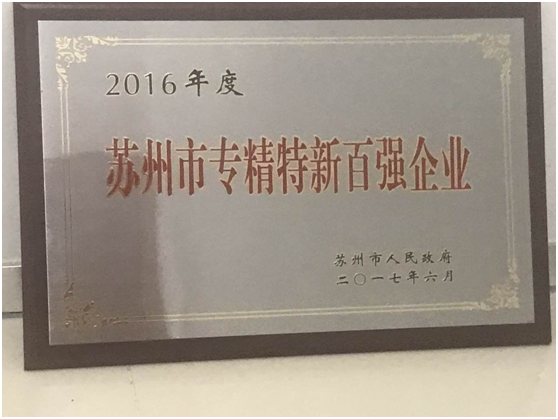 2016年度
苏州市专精特新百强企业
苏州市人民政府
二〇一七年六月